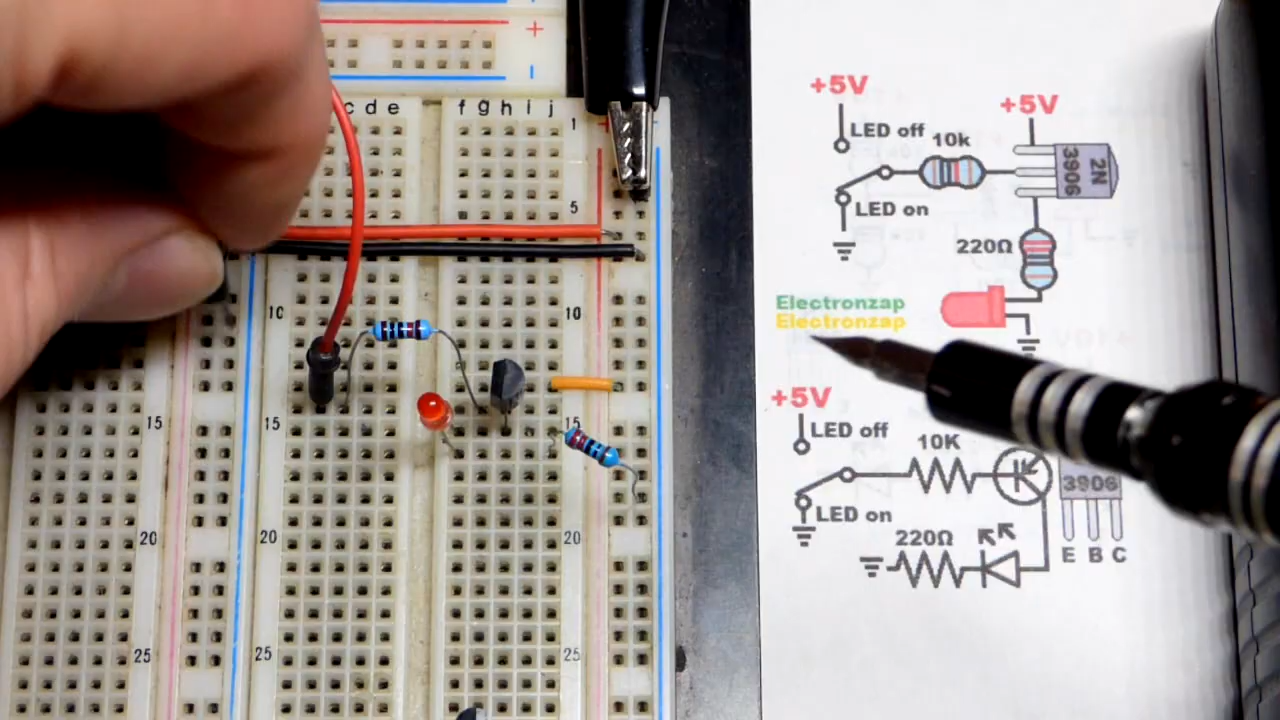 +
c d e
f g h i j
1
5
10
10
15
15
15
20
20
20
25
25
25
+5V
LED off
10k
+5V
2N
3906
LED on
220Ω
Electronzap
Electronzap
+5V
LED off
10K
3906
LED on
220Ω
E B C